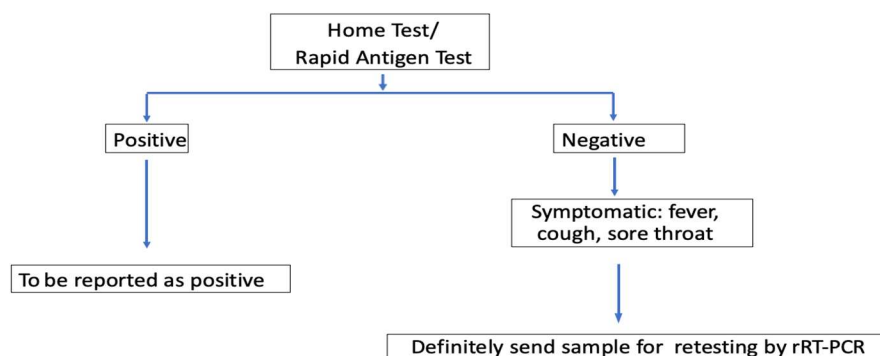 Home Test/
Rapid Antigen Test
Positive
Negative
Symptomatic: fever,
cough, sore throat
To be reported as positive
Definitely send sample for retesting by rRT-PCR